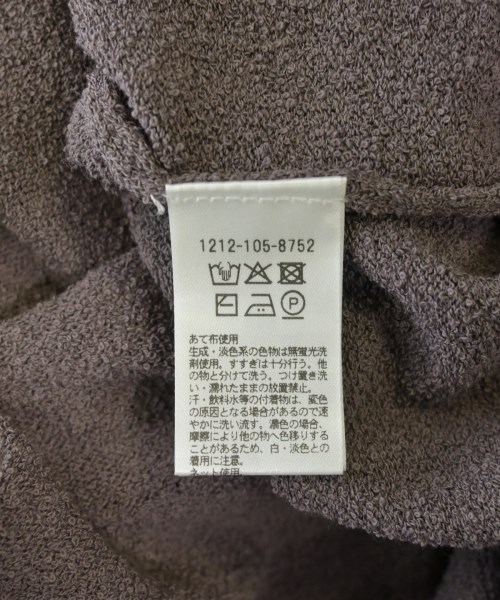 1212-105-8752
P
あて布使用
生成・淡色系の色物は無蛍光洗
剤使用。すすぎは十分行う。他
の物と分けて洗う。つけ置き洗
い・濡れたままの放置禁止。
汗・飲料水等の付着物は、変色
の原因となる場合があるので速
やかに洗い流す。濃色の場合、
摩擦により他の物へ色移りする
ことがあるため、白・淡色との
着用に注意。
ネット使用